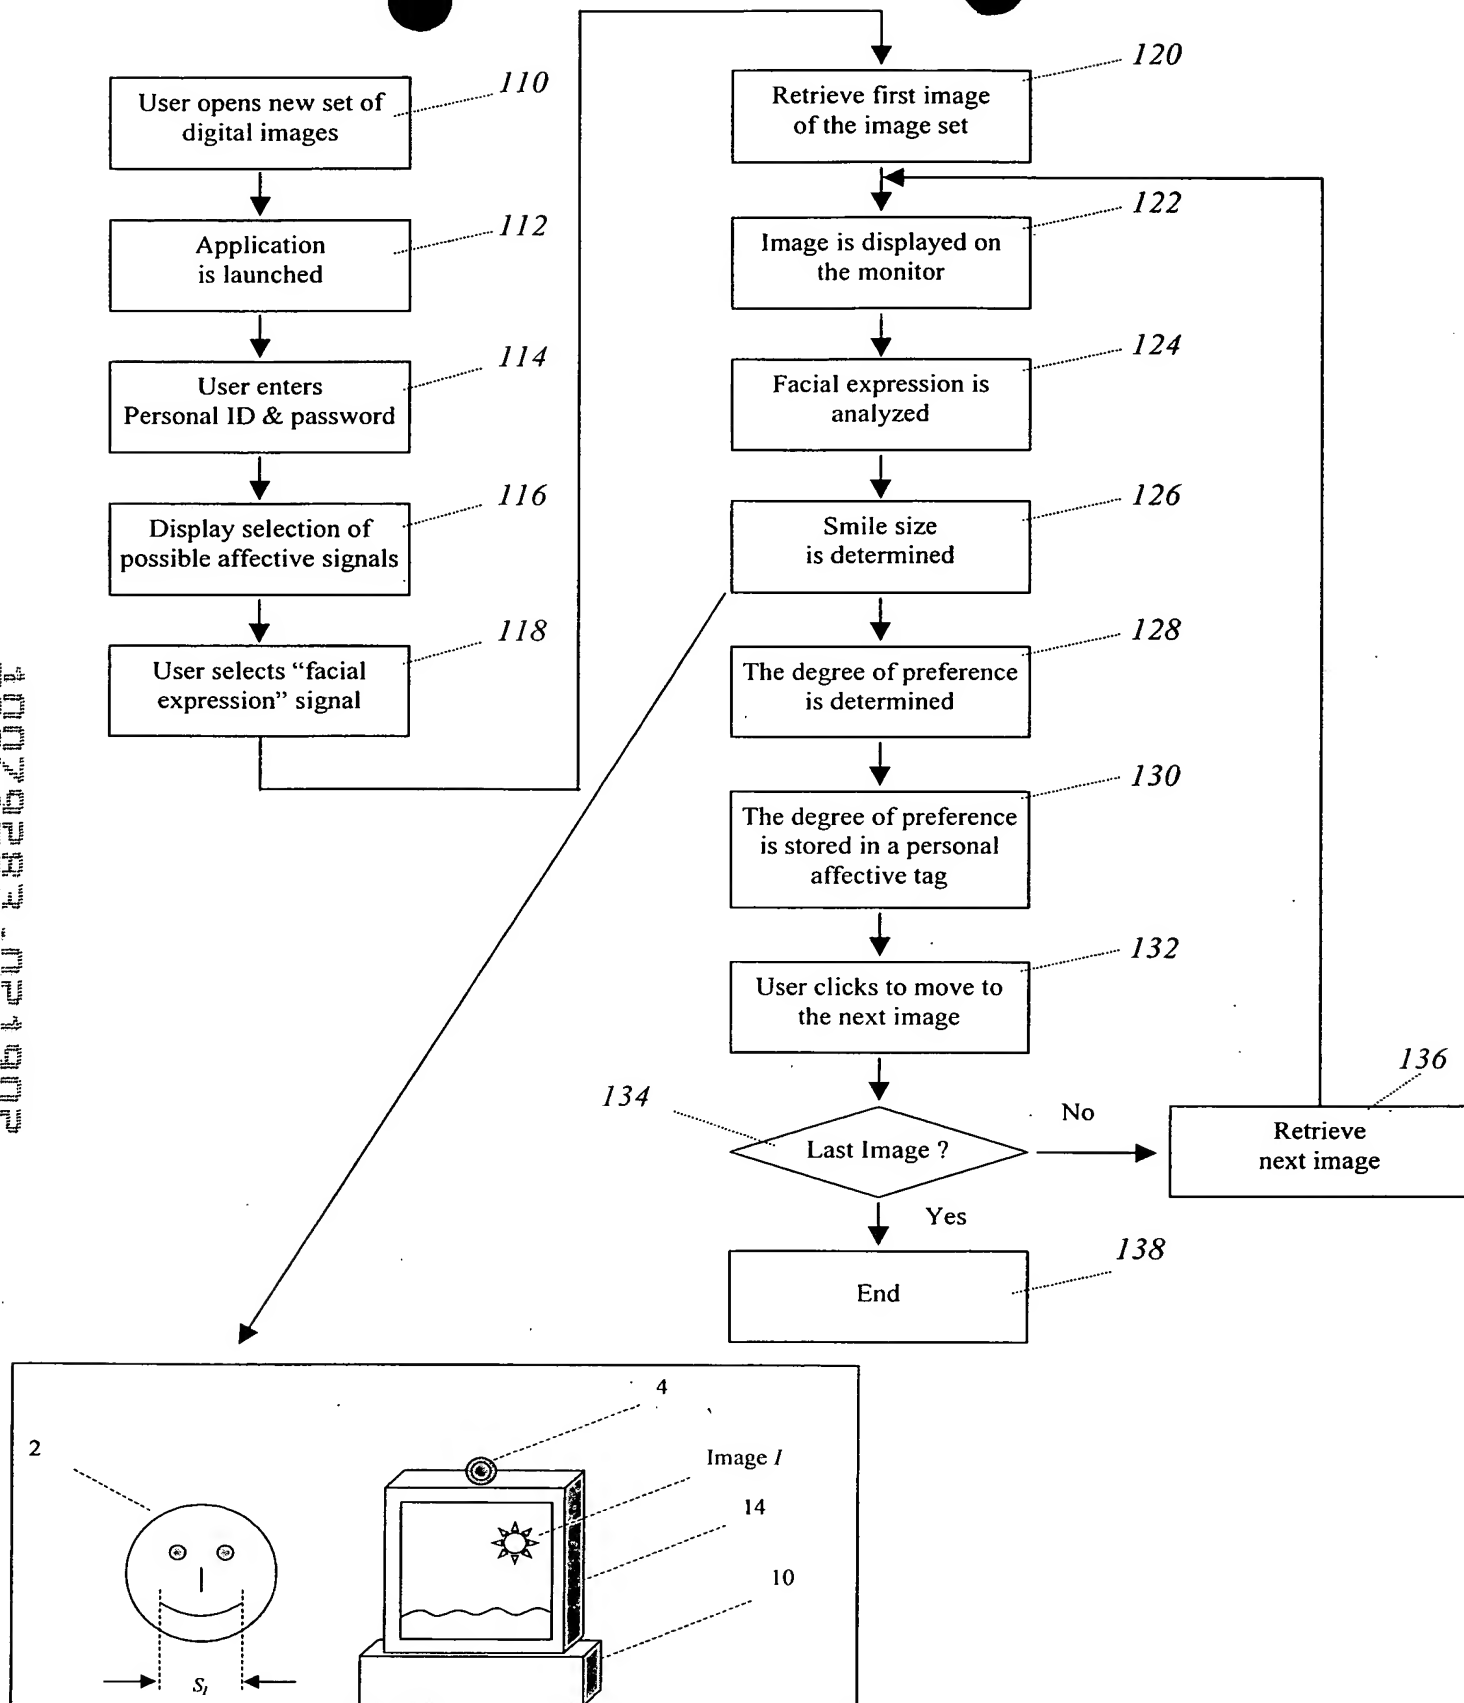 110
User opens new set of
digital images
112
Application
is launched
114
User enters
Personal ID & password
116
Display selection of
possible affective signals
118
User selects “facial
expression” signal
120
Retrieve first image
of the image set
122
Image is displayed on
the monitor
124
Facial expression is
analyzed
126
Smile size
is determined
128
The degree of preference
is determined
130
The degree of preference
is stored in a personal
affective tag
132
User clicks to move to
the next image
134
Last Image ?
No
136
Retrieve
next image
Yes
138
End
4
2
Image I
14
10
S_I